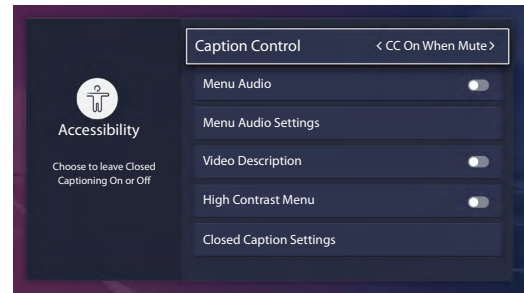 Accessibility
Choose to leave Closed
Captioning On or Off
Caption Control < CC On When Mute >
Menu Audio
Menu Audio Settings
Video Description
High Contrast Menu
Closed Caption Settings